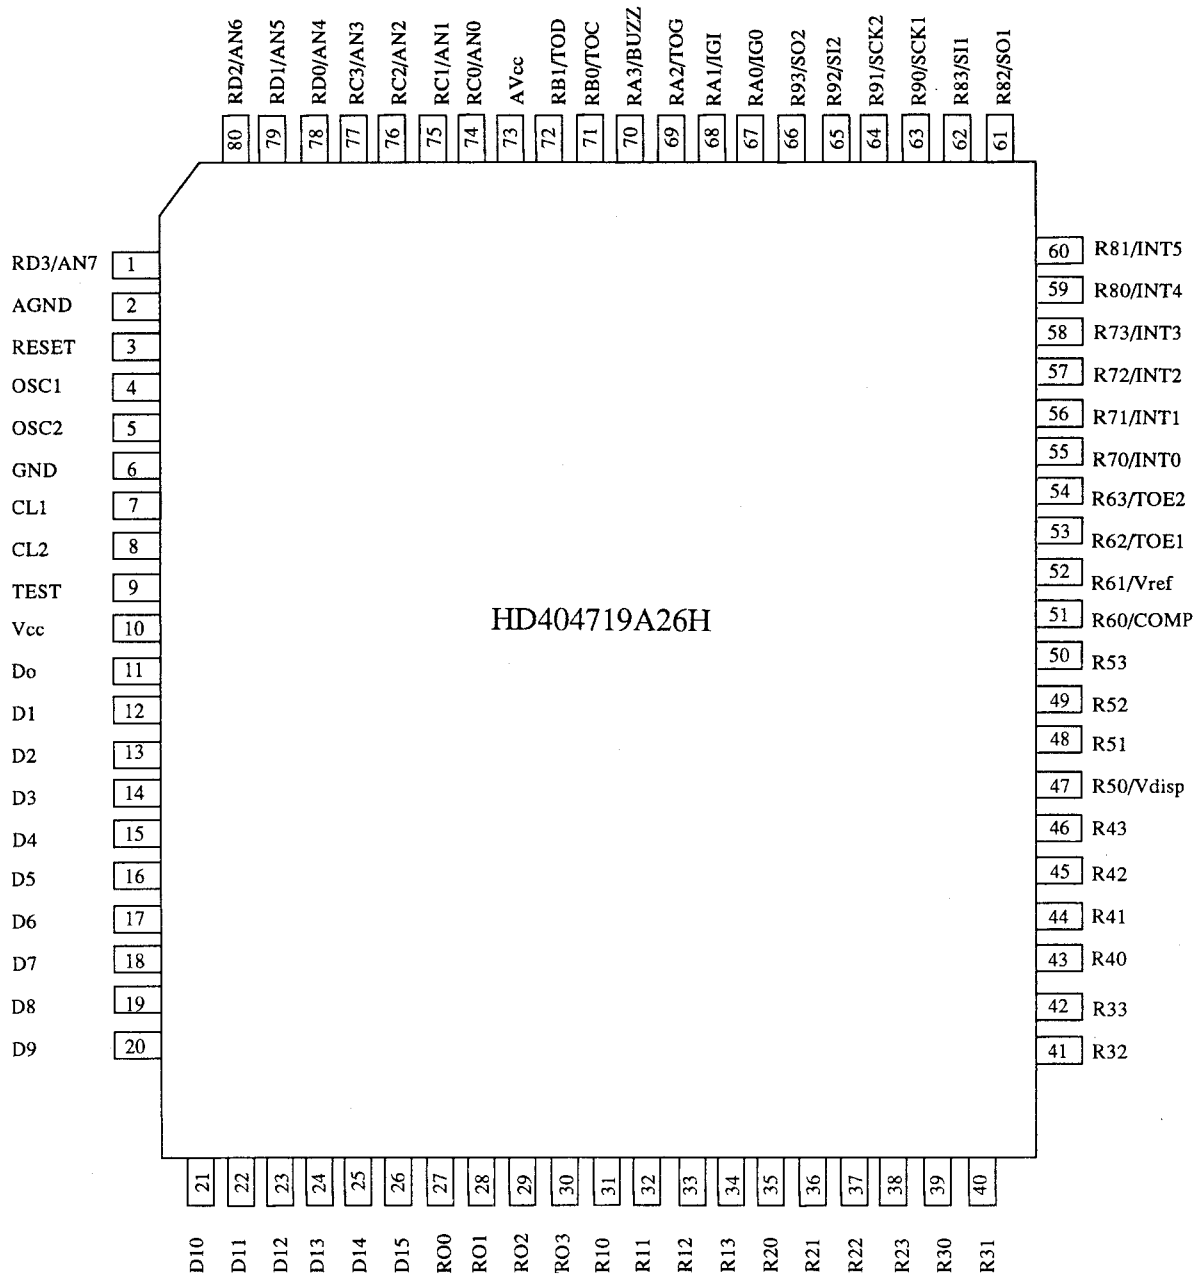 RD2/AN6
RD1/AN5
RD0/AN4
RC3/AN3
RC2/AN2
RC1/AN1
RC0/AN0
AVcc
RB1/TOD
RB0/TOC
RA3/BUZZ
RA2/TOG
RA1/IGI
RA0/IG0
R93/SO2
R92/SI2
R91/SCK2
R90/SCK1
R83/SI1
R82/SO1
80
79
78
77
76
75
74
73
72
71
70
69
68
67
66
65
64
63
62
61
RD3/AN7 1
AGND 2
RESET 3
OSC1 4
OSC2 5
GND 6
CL1 7
CL2 8
TEST 9
Vcc 10
Do 11
D1 12
D2 13
D3 14
D4 15
D5 16
D6 17
D7 18
D8 19
D9 20
HD404719A26H
60 R81/INT5
59 R80/INT4
58 R73/INT3
57 R72/INT2
56 R71/INT1
55 R70/INT0
54 R63/TOE2
53 R62/TOE1
52 R61/Vref
51 R60/COMP
50 R53
49 R52
48 R51
47 R50/Vdisp
46 R43
45 R42
44 R41
43 R40
42 R33
41 R32
21
22
23
24
25
26
27
28
29
30
31
32
33
34
35
36
37
38
39
40
D10
D11
D12
D13
D14
D15
RO0
RO1
RO2
RO3
R10
R11
R12
R13
R20
R21
R22
R23
R30
R31